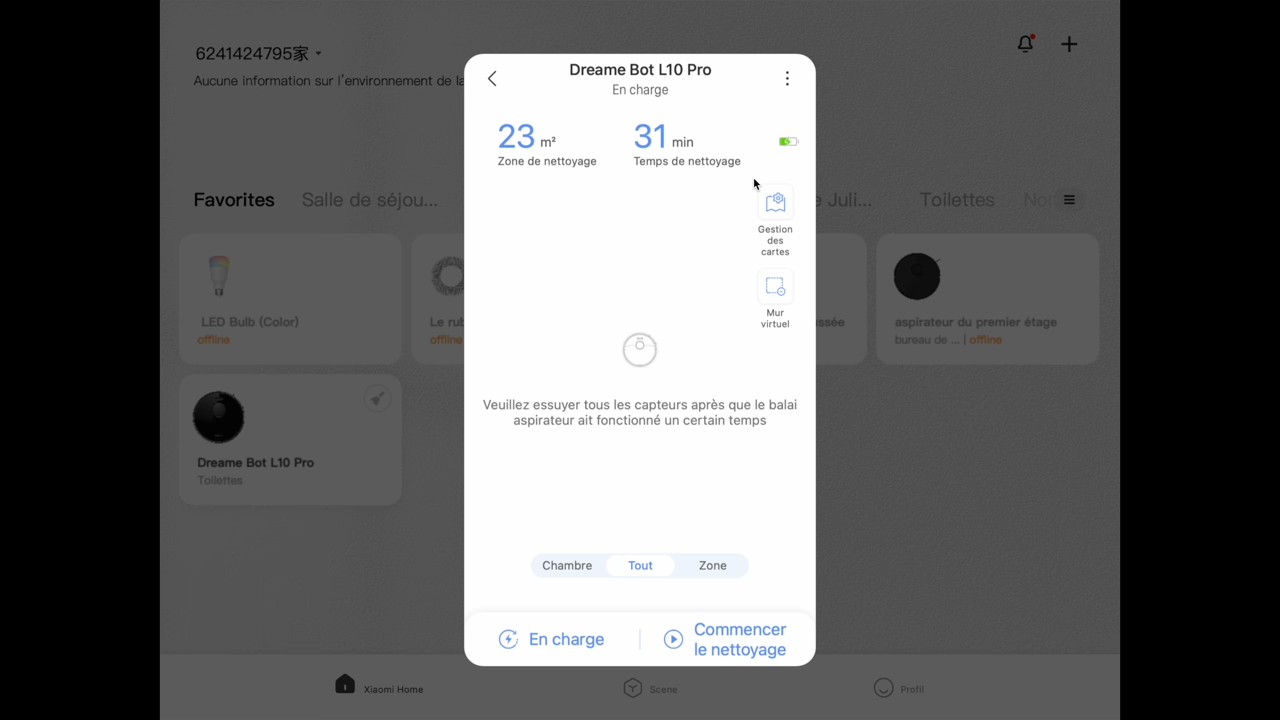 6241424795家
Aucune information sur l'environnement de la
Dreame Bot L10 Pro
En charge
23 m²
Zone de nettoyage
31 min
Temps de nettoyage
Gestion
des
cartes
Mur
virtuel
Favorites
Salle de séjou...
e Juli...
Toilettes
LED Bulb (Color)
offline
Le rub
offline
ssée
aspirateur du premier étage
bureau de ... | offline
Dreame Bot L10 Pro
Toilettes
Veuillez essuyer tous les capteurs après que le balai
aspirateur ait fonctionné un certain temps
Chambre
Tout
Zone
En charge
Commencer
le nettoyage
Xiaomi Home
Scene
Profil